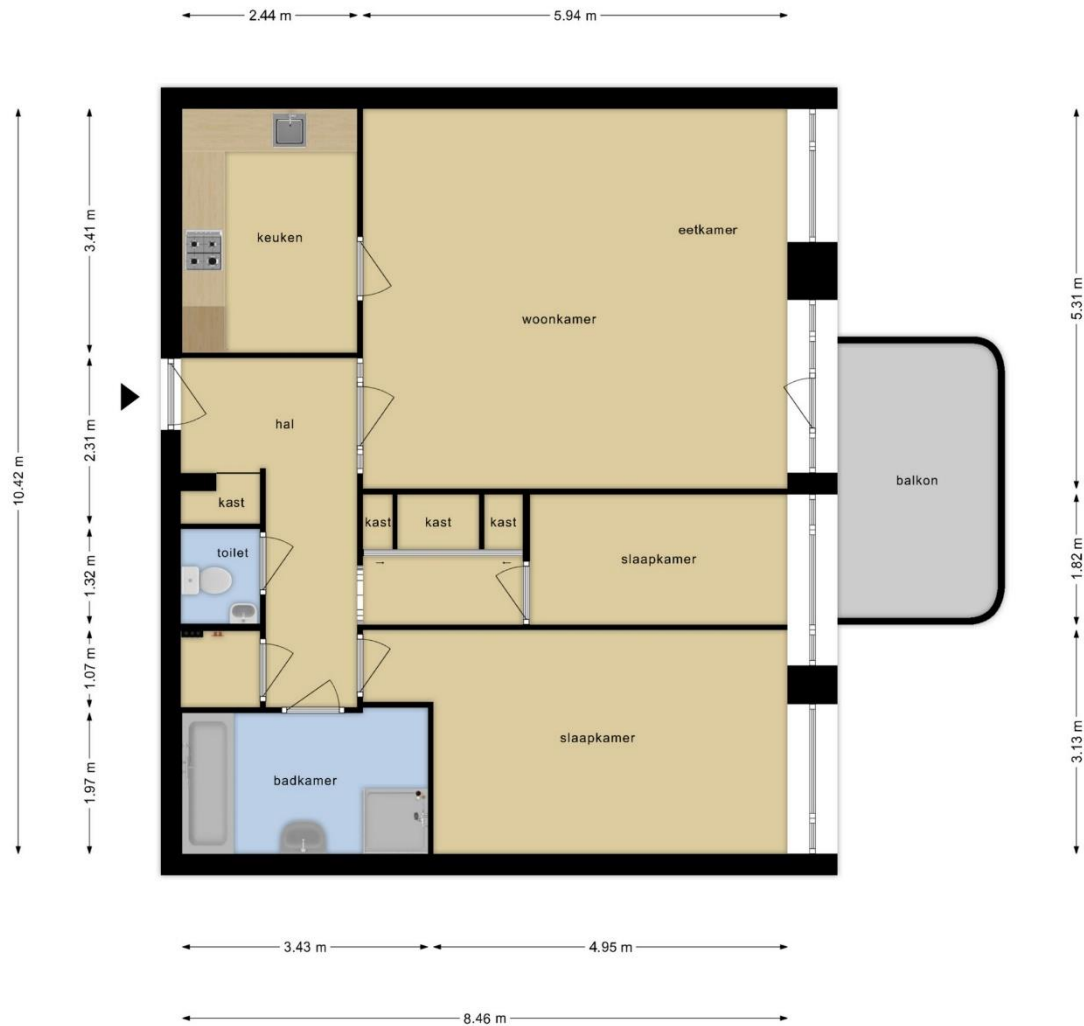 2.44 m
5.94 m
10.42 m
3.41 m
2.31 m
1.32 m
1.07 m
1.97 m
keuken
eetkamer
woonkamer
hal
kast
kast
kast
kast
toilet
slaapkamer
balkon
slaapkamer
badkamer
5.31 m
1.82 m
3.13 m
3.43 m
4.95 m
8.46 m